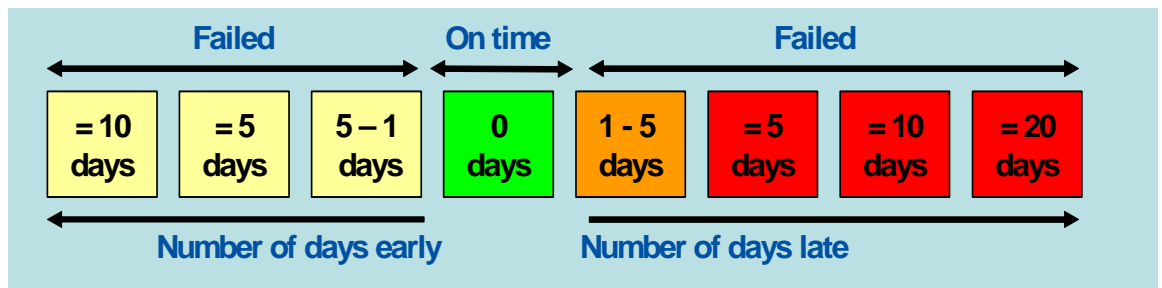 Failed On time Failed
= 10 days
= 5 days
5 – 1 days
0 days
1 - 5 days
= 5 days
= 10 days
= 20 days
Number of days early Number of days late